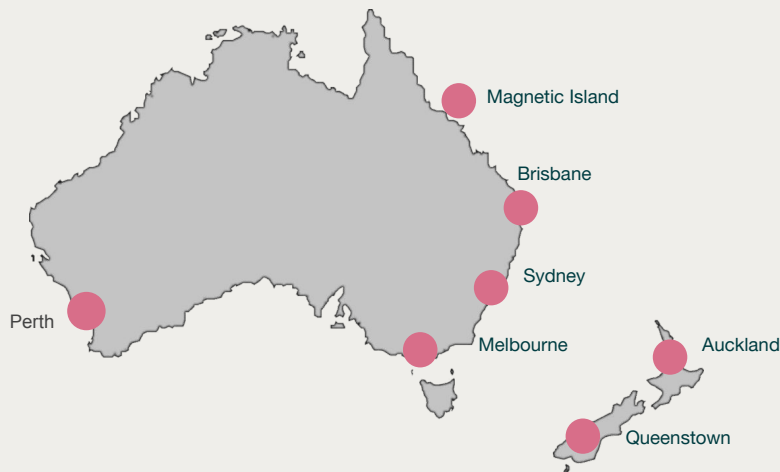 Magnetic Island
Brisbane
Sydney
Perth
Melbourne
Auckland
Queenstown